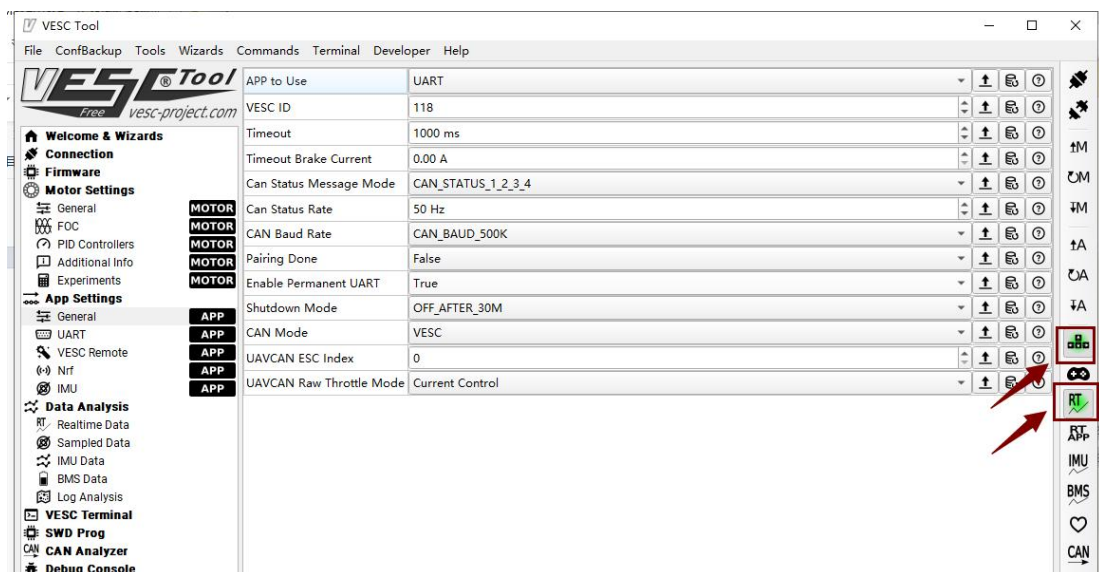 VESC Tool
File ConfBackup Tools Wizards Commands Terminal Developer Help
VESC ® Tool
Free vesc-project.com
Welcome & Wizards
Connection
Firmware
Motor Settings
General MOTOR
FOC MOTOR
PID Controllers MOTOR
Additional Info MOTOR
Experiments MOTOR
App Settings
General APP
UART APP
VESC Remote APP
Nrf APP
IMU APP
Data Analysis
RT Realtime Data
Sampled Data
IMU Data
BMS Data
Log Analysis
VESC Terminal
SWD Prog
CAN CAN Analyzer
Debug Console
APP to Use UART
VESC ID 118
Timeout 1000 ms
Timeout Brake Current 0.00 A
Can Status Message Mode CAN_STATUS_1_2_3_4
Can Status Rate 50 Hz
CAN Baud Rate CAN_BAUD_500K
Pairing Done False
Enable Permanent UART True
Shutdown Mode OFF_AFTER_30M
CAN Mode VESC
UAVCAN ESC Index 0
UAVCAN Raw Throttle Mode Current Control
M
M
M
A
A
A
RT
RT
APP
IMU
BMS
CAN